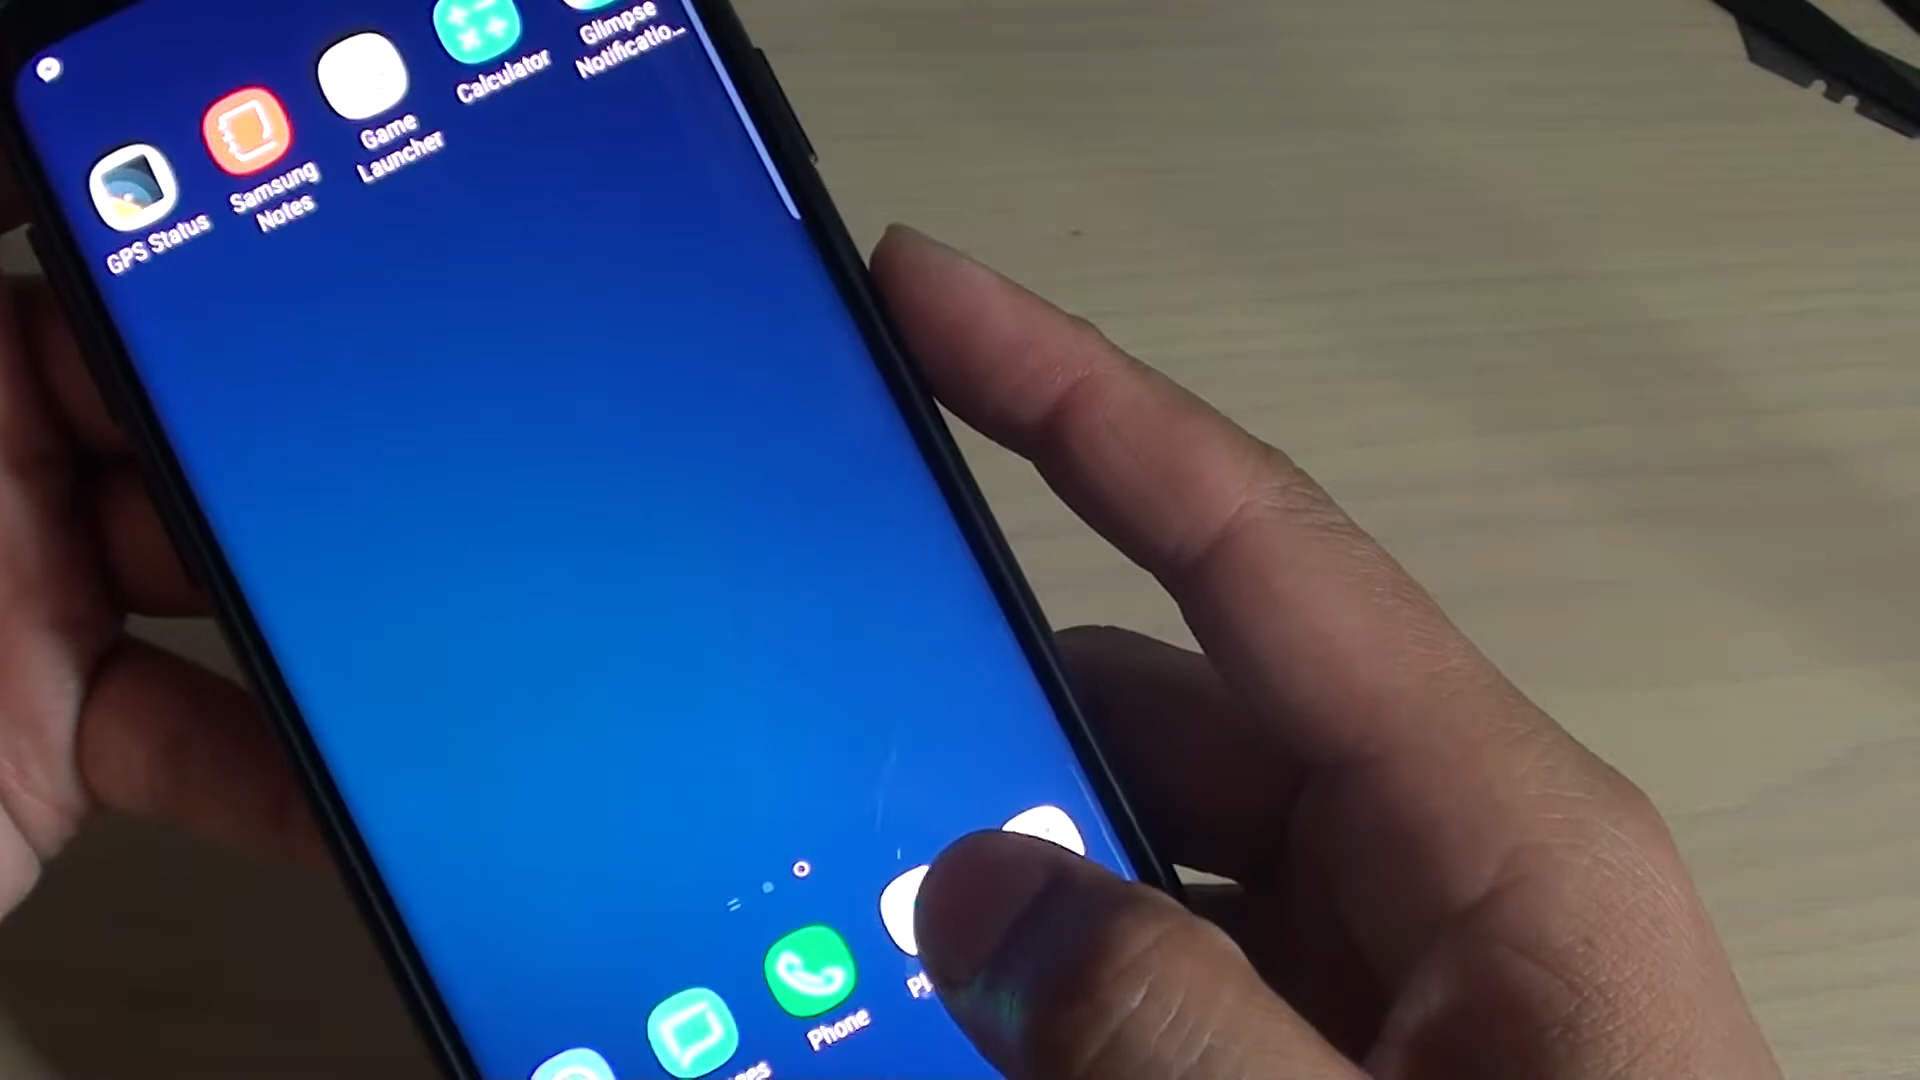 GPS Status
Samsung
Notes
Game
Launcher
Calculator
Glimpse
Notificatio...
Phone